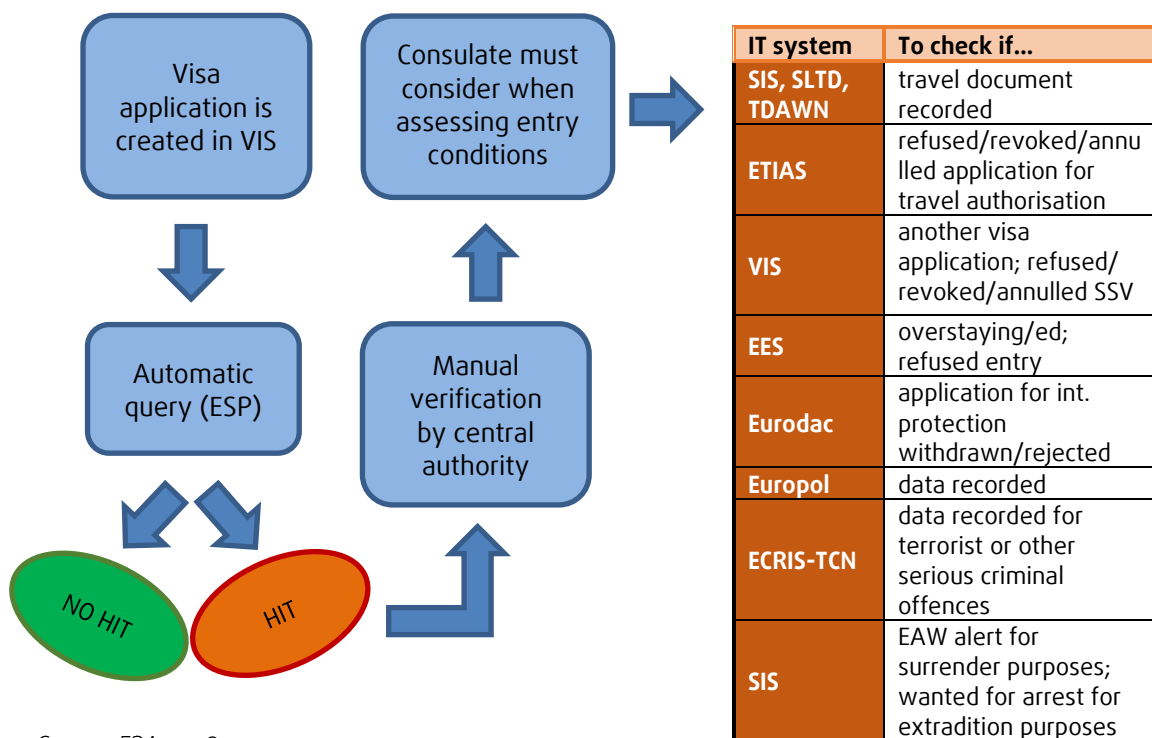 Visa
application is
created in VIS
Automatic
query (ESP)
NO HIT
HIT
Manual
verification
by central
authority
Consulate must
consider when
assessing entry
conditions
IT system To check if...
SIS, SLTD, travel document
TDAWN recorded
refused/revoked/annu
ETIAS lled application for
travel authorisation
another visa
VIS application; refused/
revoked/annulled SSV
EES overstaying/ed;
refused entry
application for int.
Eurodac protection
withdrawn/rejected
Europol data recorded
data recorded for
ECRIS-TCN terrorist or other
serious criminal
offences
EAW alert for
SIS surrender purposes;
wanted for arrest for
extradition purposes